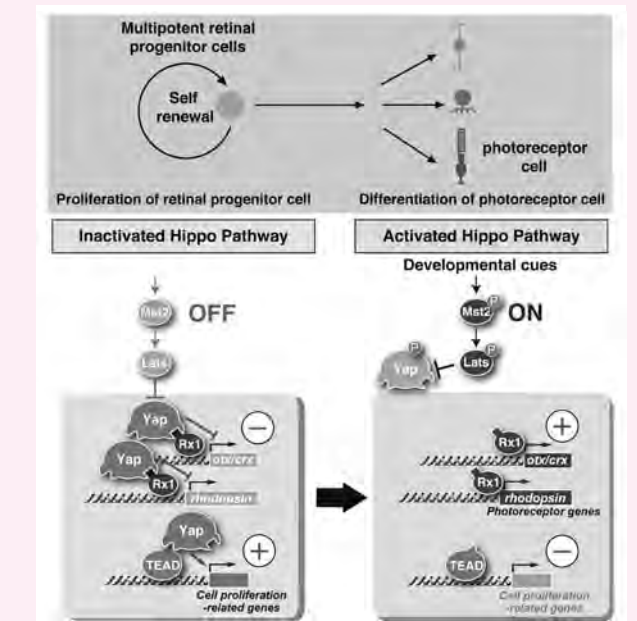 Multipotent retinal
progenitor cells
Self
renewal
photoreceptor
cell
Proliferation of retinal progenitor cell
Differentiation of photoreceptor cell
Inactivated Hippo Pathway
Activated Hippo Pathway
Developmental cues
Mst2
OFF
Mst2
P
ON
Lats
P
Yap
Lats
P
Yap
Rx1
otx/crx
Yap
Rx1
rhodopsin
Yap
TEAD
Cell proliferation
-related genes
Rx1
otx/crx
Rx1
rhodopsin
Photoreceptor genes
TEAD
Cell proliferation
-related genes